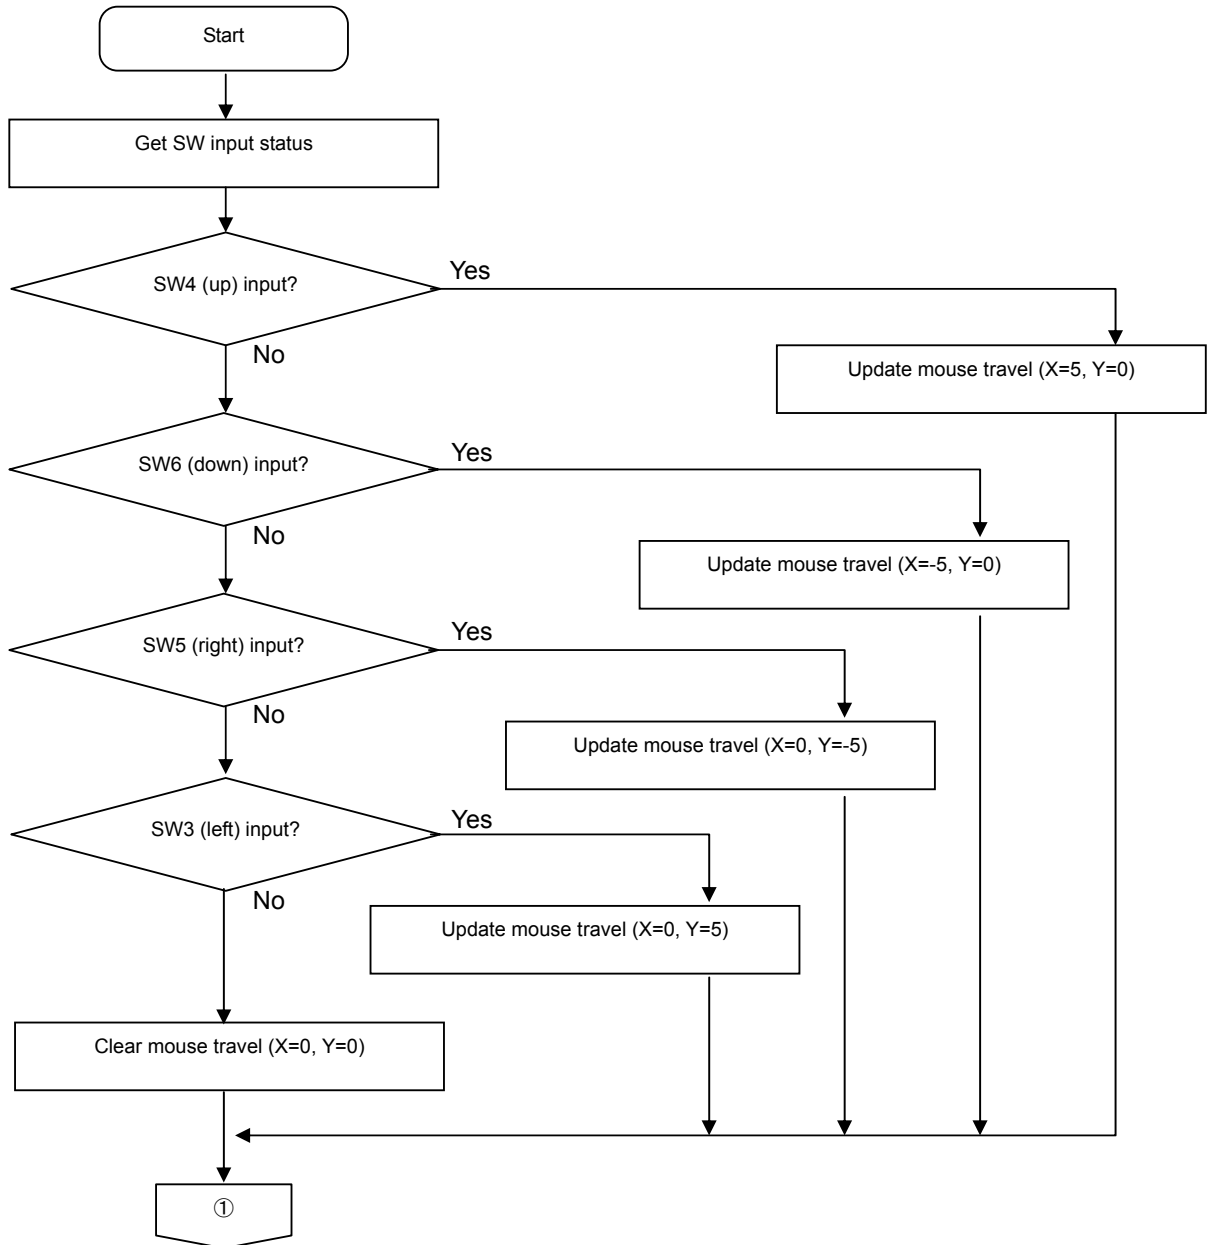 Start
Get SW input status
SW4 (up) input?
Yes
No
Update mouse travel (X=5, Y=0)
SW6 (down) input?
Yes
No
Update mouse travel (X=-5, Y=0)
SW5 (right) input?
Yes
No
Update mouse travel (X=0, Y=-5)
SW3 (left) input?
Yes
No
Update mouse travel (X=0, Y=5)
Clear mouse travel (X=0, Y=0)
①